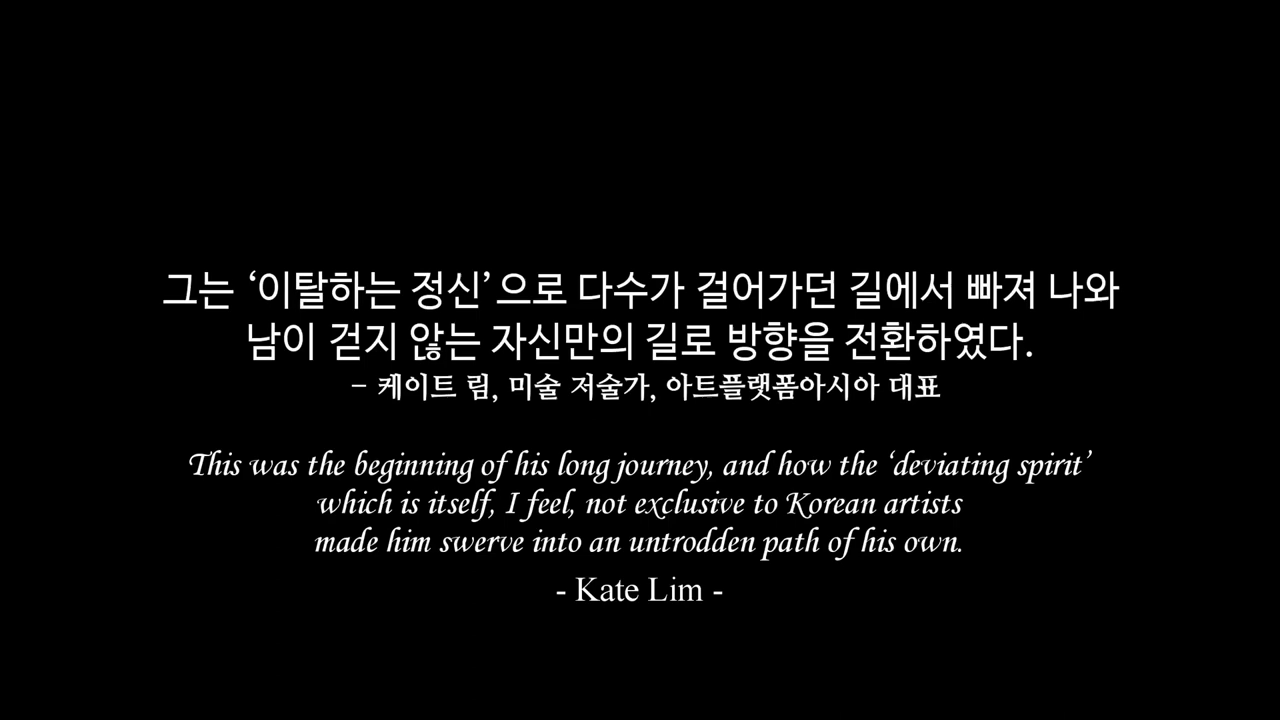 그는 ‘이탈하는 정신’으로 다수가 걸어가던 길에서 빠져 나와
남이 걷지 않는 자신만의 길로 방향을 전환하였다.
– 케이트 림, 미술 저술가, 아트플랫폼아시아 대표
This was the beginning of his long journey, and how the ‘deviating spirit’
which is itself, I feel, not exclusive to Korean artists
made him swerve into an untrodden path of his own.
- Kate Lim -